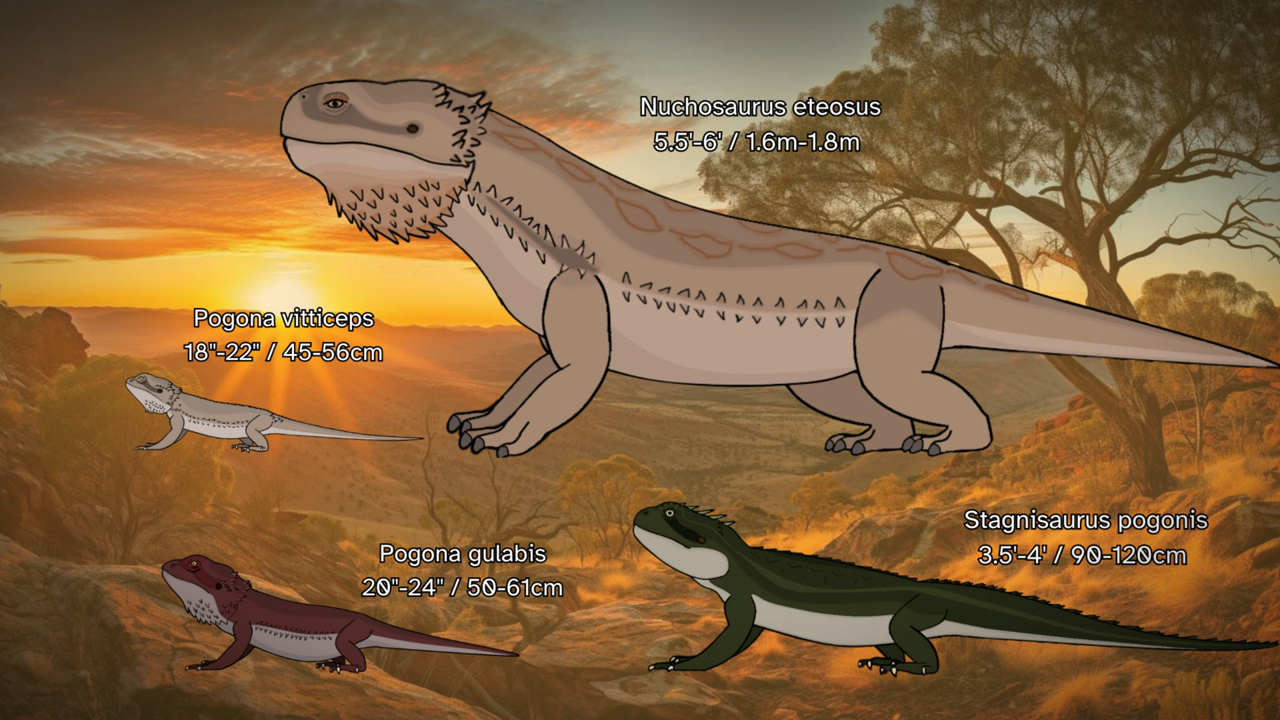 Nuchosaurus eteosus
5.5'-6' / 1.6m-1.8m
Pogona vitticeps
18"-22" / 45-56cm
Stagnisaurus pogonis
3.5'-4' / 90-120cm
Pogona gulabis
20"-24" / 50-61cm